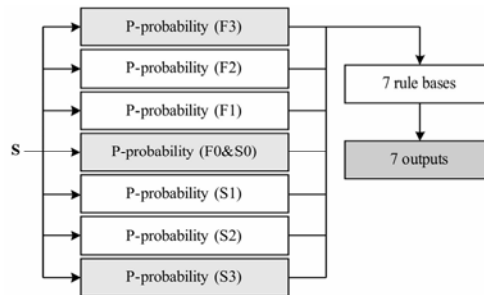 P-probability (F3)
P-probability (F2)
P-probability (F1)
S
P-probability (F0&S0)
P-probability (S1)
P-probability (S2)
P-probability (S3)
7 rule bases
7 outputs